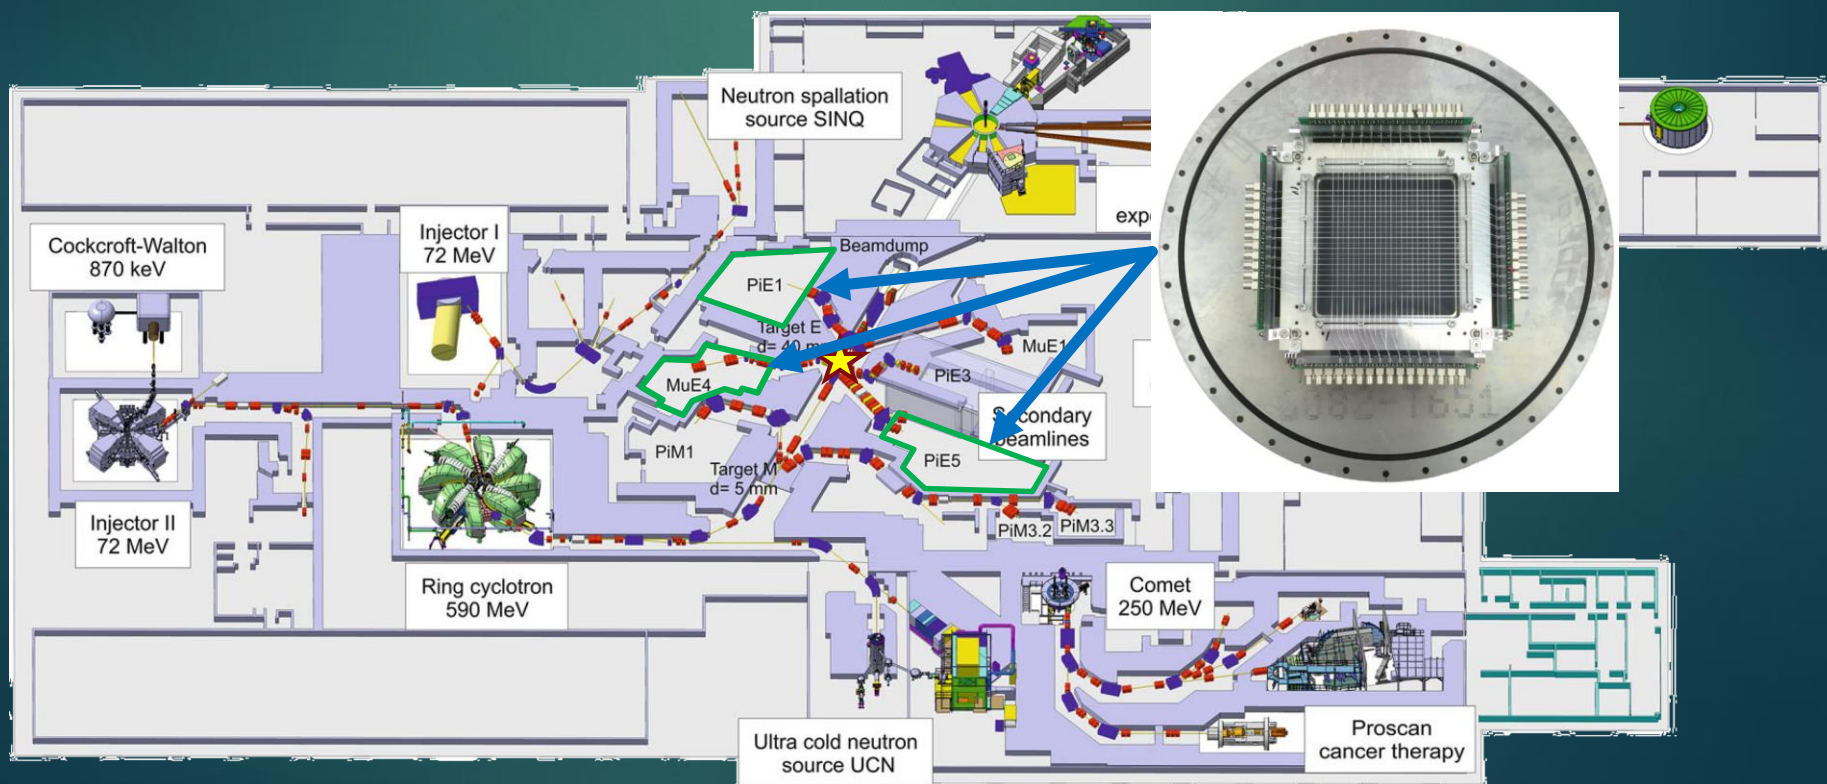 Neutron spallation
source SINQ
Cockcroft-Walton
870 keV
Injector I
72 MeV
Beamdump
PiE1
Target E
MuE1
MuE4
PiE3
Secondary
beamlines
PiM1
PiE5
Target M
d= 5 mm
PiM3.2
PiM3.3
Injector II
72 MeV
Ring cyclotron
590 MeV
Comet
250 MeV
Ultra cold neutron
source UCN
Proscan
cancer therapy